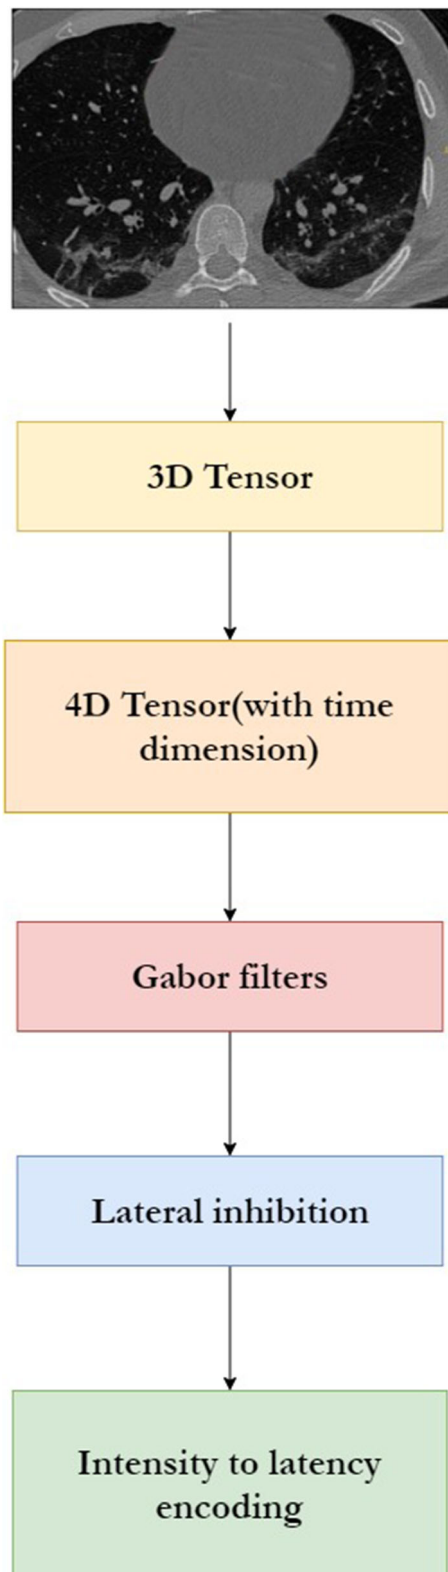 3D Tensor
4D Tensor(with time
dimension)
Gabor filters
Lateral inhibition
Intensity to latency
encoding